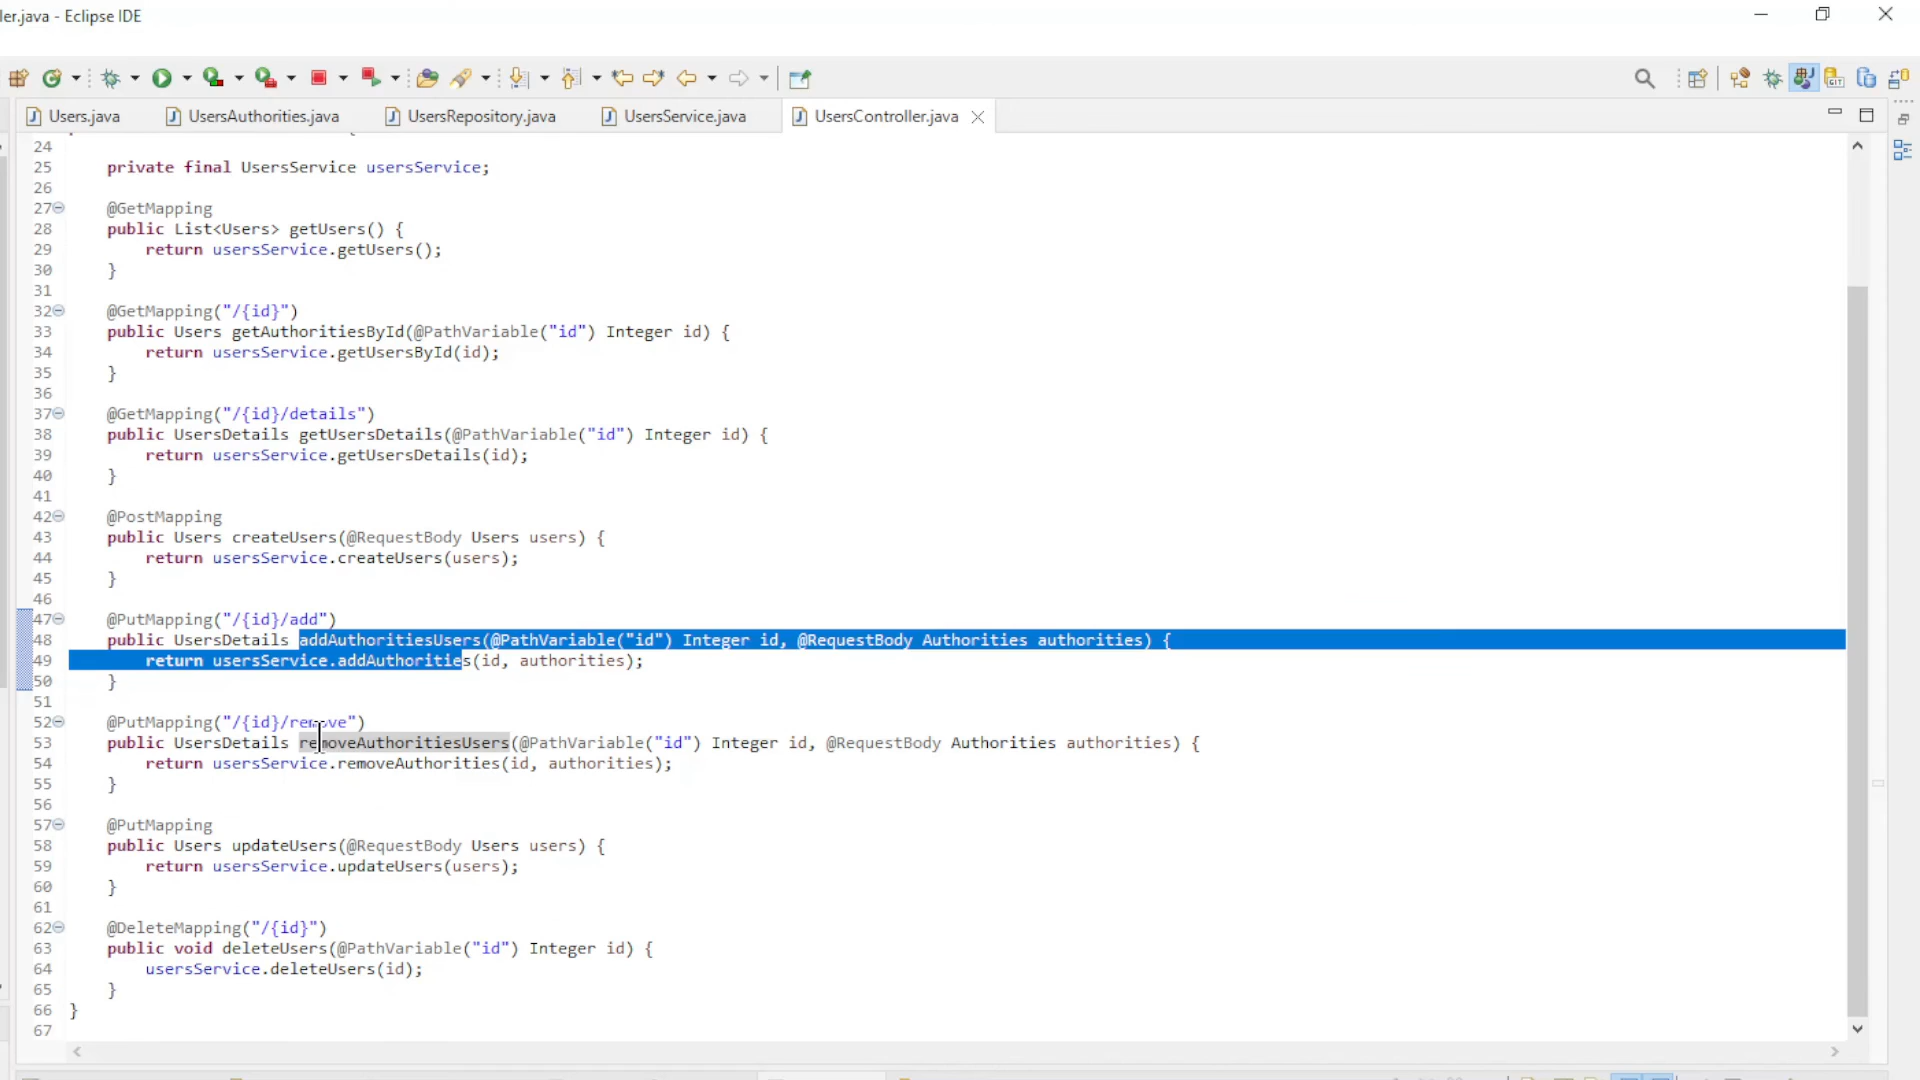 ler.java - Eclipse IDE
Users.java UsersAuthorities.java UsersRepository.java UsersService.java UsersController.java
24
25 private final UsersService usersService;
26
27 @GetMapping
28 public List<Users> getUsers() {
29 return usersService.getUsers();
30 }
31
32 @GetMapping("/{id}")
33 public Users getAuthoritiesById(@PathVariable("id") Integer id) {
34 return usersService.getUsersById(id);
35 }
36
37 @GetMapping("/{id}/details")
38 public UsersDetails getUsersDetails(@PathVariable("id") Integer id) {
39 return usersService.getUsersDetails(id);
40 }
41
42 @PostMapping
43 public Users createUsers(@RequestBody Users users) {
44 return usersService.createUsers(users);
45 }
46
47 @PutMapping("/{id}/add")
48 public UsersDetails addAuthoritiesUsers(@PathVariable("id") Integer id, @RequestBody Authorities authorities) {
49 return usersService.addAuthorities(id, authorities);
50 }
51
52 @PutMapping("/{id}/remove")
53 public UsersDetails removeAuthoritiesUsers(@PathVariable("id") Integer id, @RequestBody Authorities authorities) {
54 return usersService.removeAuthorities(id, authorities);
55 }
56
57 @PutMapping
58 public Users updateUsers(@RequestBody Users users) {
59 return usersService.updateUsers(users);
60 }
61
62 @DeleteMapping("/{id}")
63 public void deleteUsers(@PathVariable("id") Integer id) {
64 usersService.deleteUsers(id);
65 }
66 }
67